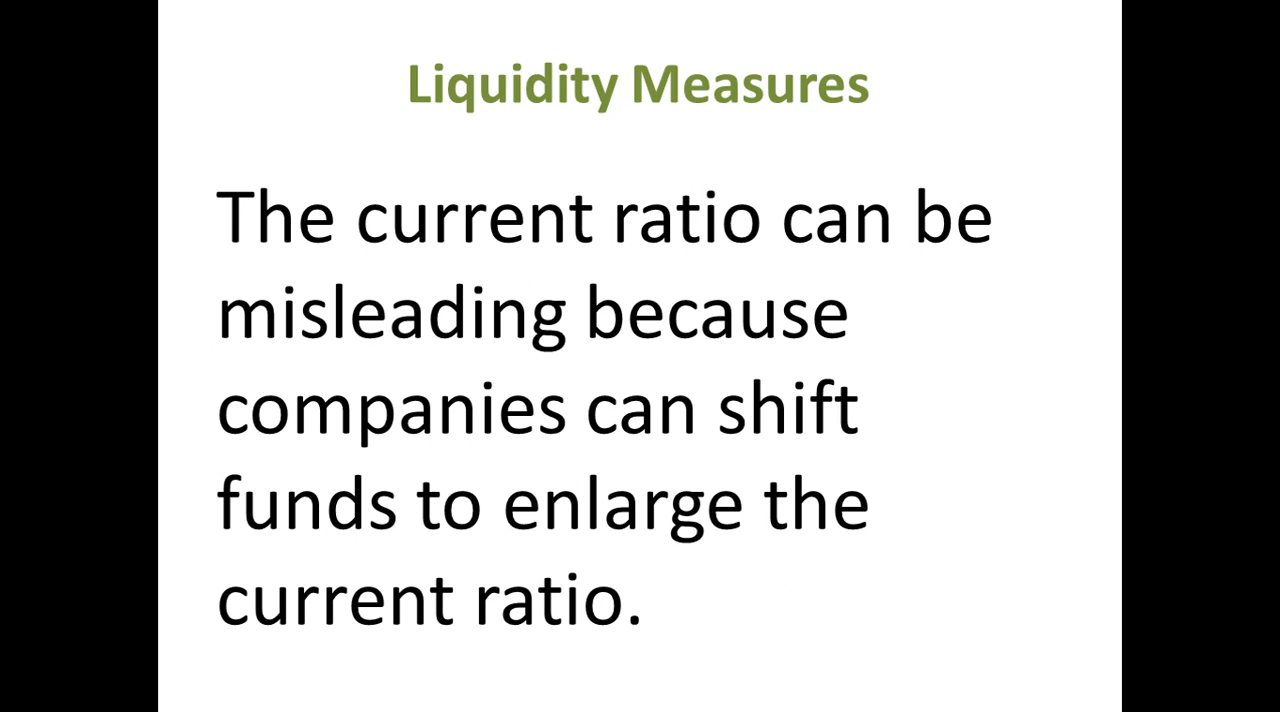 Liquidity Measures
The current ratio can be
misleading because
companies can shift
funds to enlarge the
current ratio.